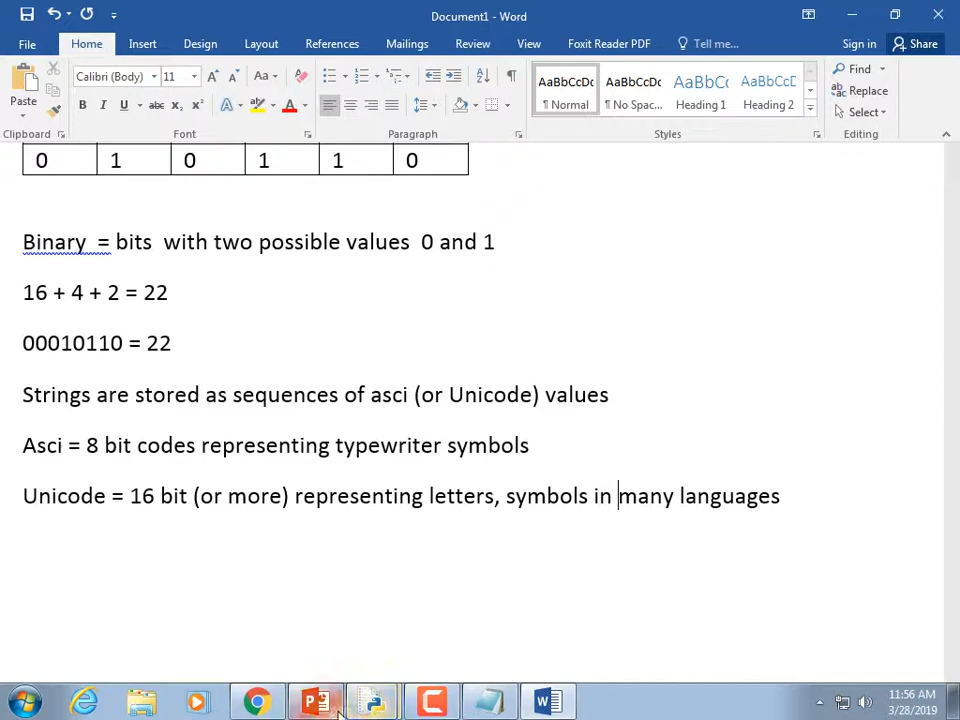 Document1 - Word
File Home Insert Design Layout References Mailings Review View Foxit Reader PDF Tell me... Sign in Share
Paste
Calibri (Body) 11
AaBbCcDc AaBbCcDc AaBbCc AaBbCcD
¶ Normal ¶ No Spac... Heading 1 Heading 2
Find
Replace
Select
Clipboard Font Paragraph Styles Editing
0 1 0 1 1 0
Binary = bits with two possible values 0 and 1
16 + 4 + 2 = 22
00010110 = 22
Strings are stored as sequences of asci (or Unicode) values
Asci = 8 bit codes representing typewriter symbols
Unicode = 16 bit (or more) representing letters, symbols in many languages
11:56 AM
3/28/2019